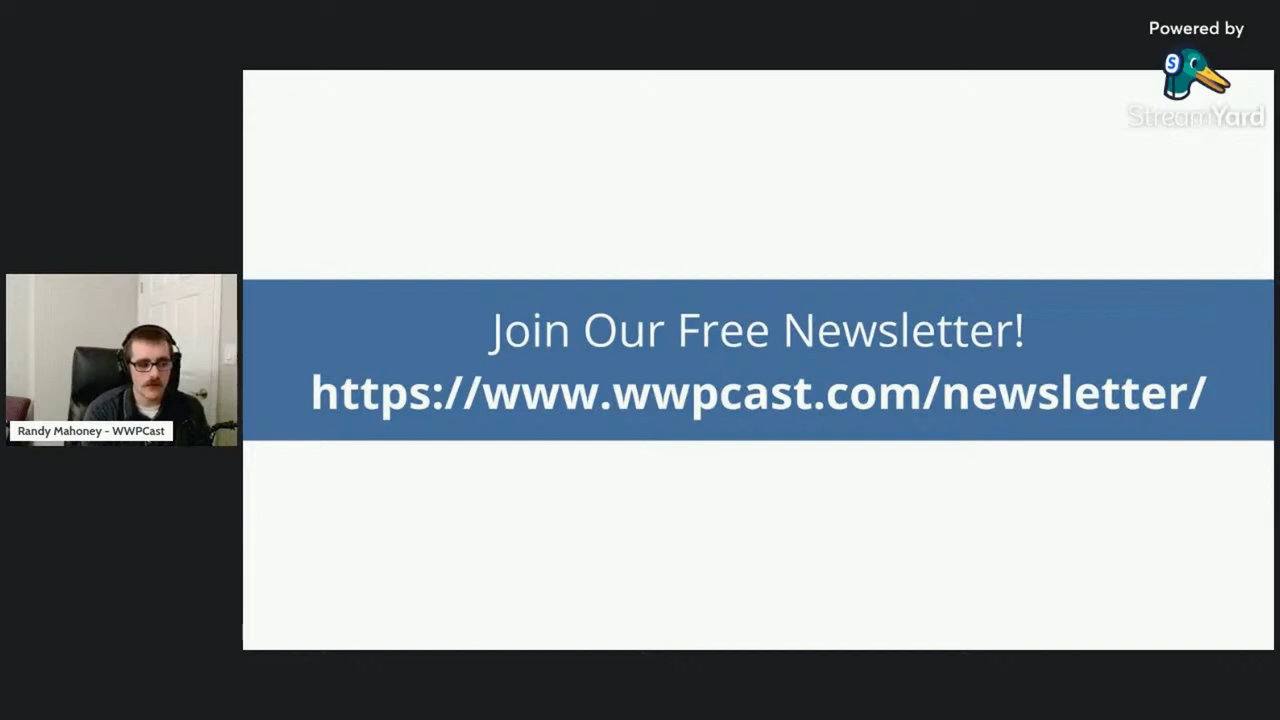 Powered by
S
StreamYard
Join Our Free Newsletter!
https://www.wwpcast.com/newsletter/
Randy Mahoney - WWPCast